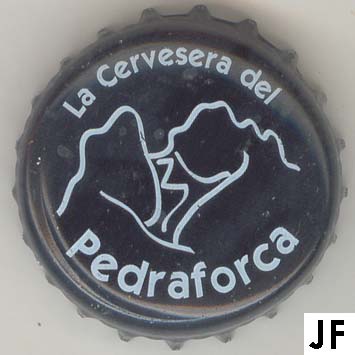 La Cervesera del
Pedraforca
JF